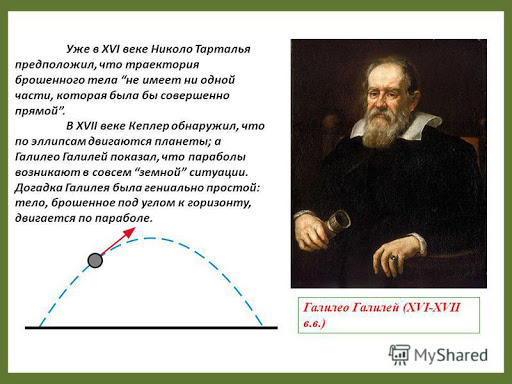 Уже в XVI веке Николо Тарталья
предположил, что траектория
брошенного тела “не имеет ни одной
части, которая была бы совершенно
прямой”.
В XVII веке Кеплер обнаружил, что
по эллипсам двигаются планеты; а
Галилео Галилей показал, что параболы
возникают в совсем “земной” ситуации.
Догадка Галилея была гениально простой:
тело, брошенное под углом к горизонту,
двигается по параболе.
Галилео Галилей (XVI-XVII
в.в.)
MyShared